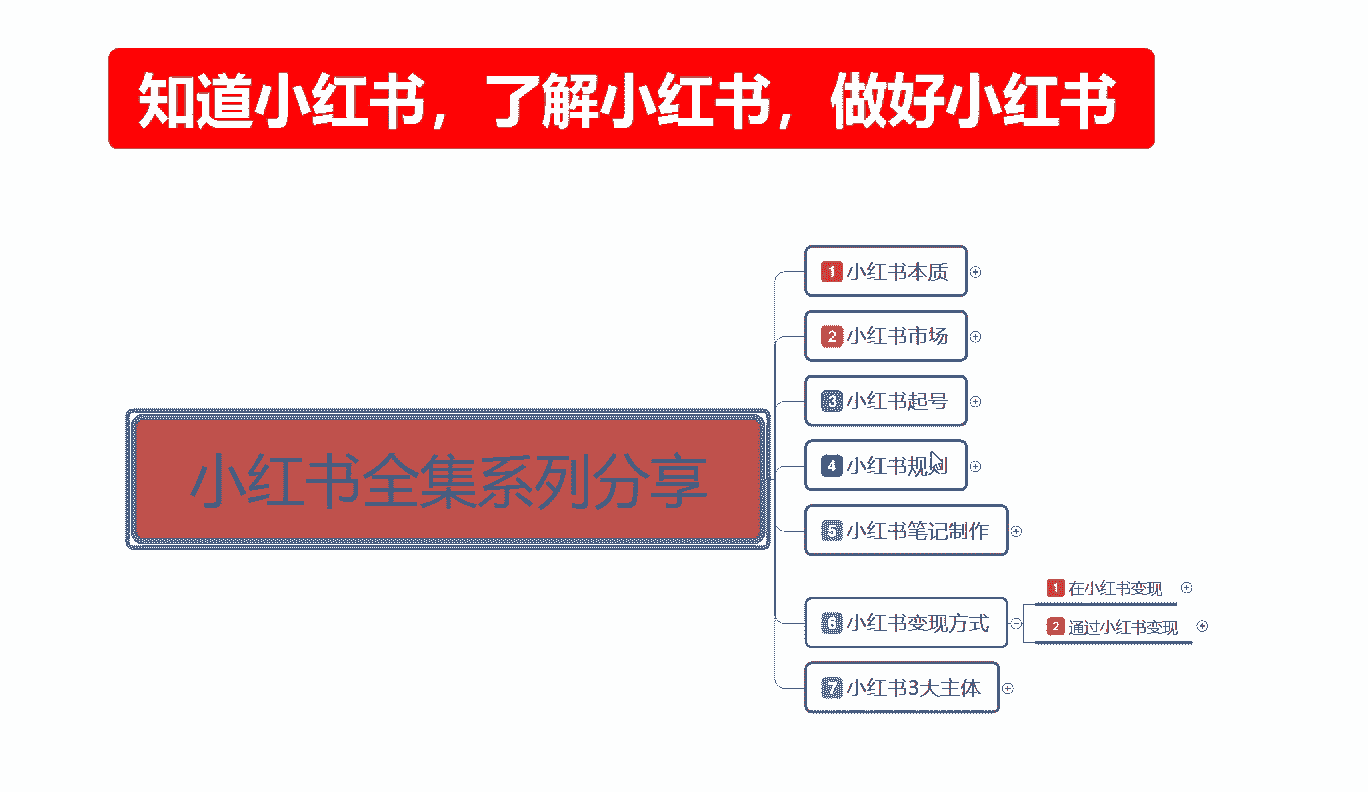 知道小红书，了解小红书，做好小红书
小红书全集系列分享
1 小红书本质
2 小红书市场
3 小红书起号
4 小红书规则
5 小红书笔记制作
6 小红书变现方式
1 在小红书变现
2 通过小红书变现
7 小红书3大主体